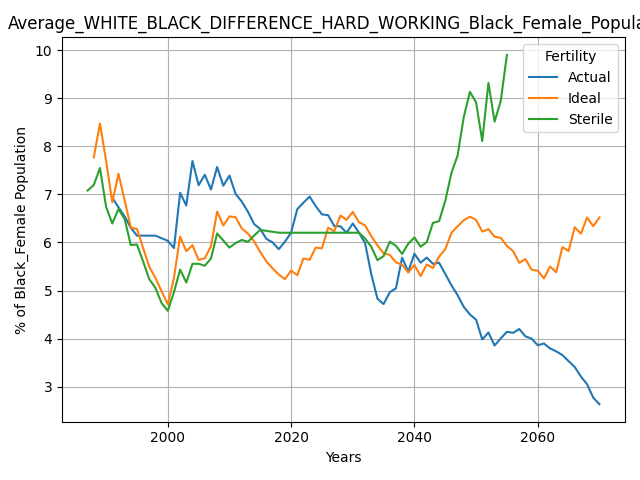 Average_WHITE_BLACK_DIFFERENCE_HARD_WORKING_Black_Female_Popula
10
9
8
7
6
5
4
3
% of Black_Female Population
2000
2020
2040
2060
Years
Fertility
Actual
Ideal
Sterile